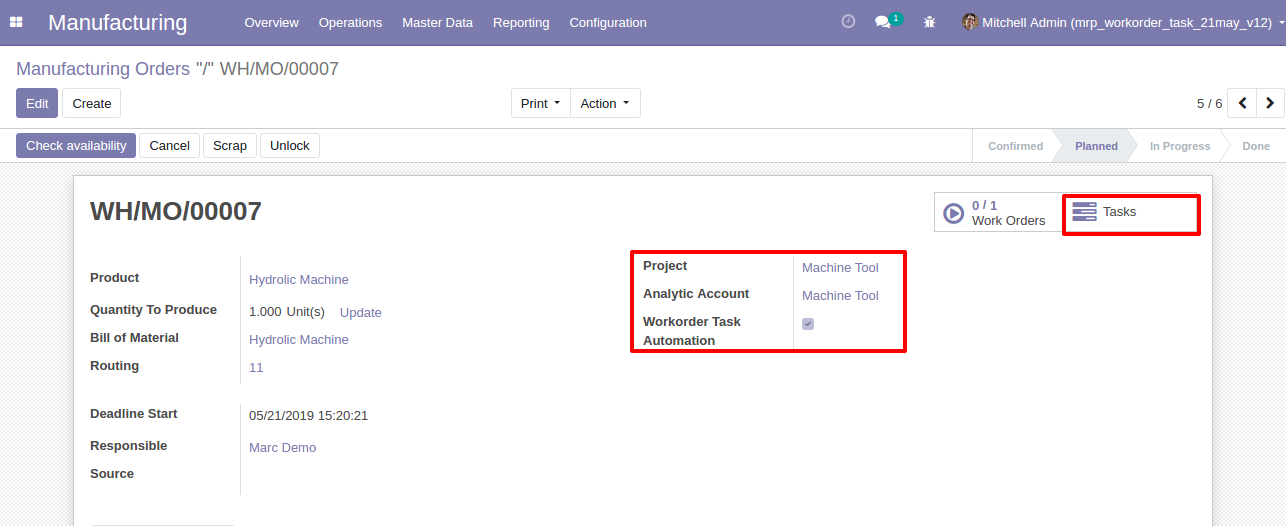 Manufacturing Overview Operations Master Data Reporting Configuration 1 Mitchell Admin (mrp_workorder_task_21may_v12)
Manufacturing Orders "/" WH/MO/00007
Edit Create Print Action 5 / 6
Check availability Cancel Scrap Unlock Confirmed Planned In Progress Done
WH/MO/00007
0 / 1
Work Orders
Tasks
Product Hydrolic Machine
Quantity To Produce 1.000 Unit(s) Update
Bill of Material Hydrolic Machine
Routing 11
Project Machine Tool
Analytic Account Machine Tool
Workorder Task
Automation
Deadline Start 05/21/2019 15:20:21
Responsible Marc Demo
Source